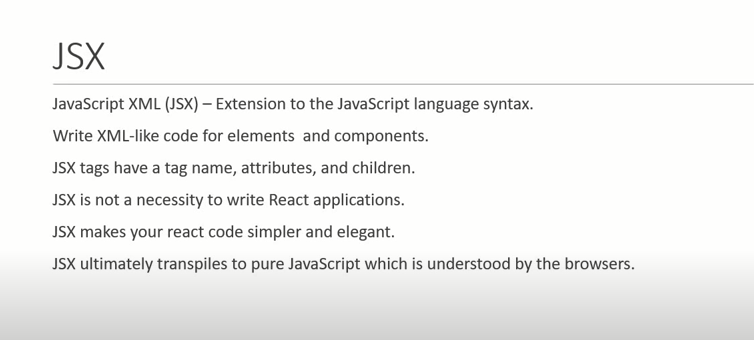 JSX
JavaScript XML (JSX) – Extension to the JavaScript language syntax.
Write XML-like code for elements and components.
JSX tags have a tag name, attributes, and children.
JSX is not a necessity to write React applications.
JSX makes your react code simpler and elegant.
JSX ultimately transpiles to pure JavaScript which is understood by the browsers.